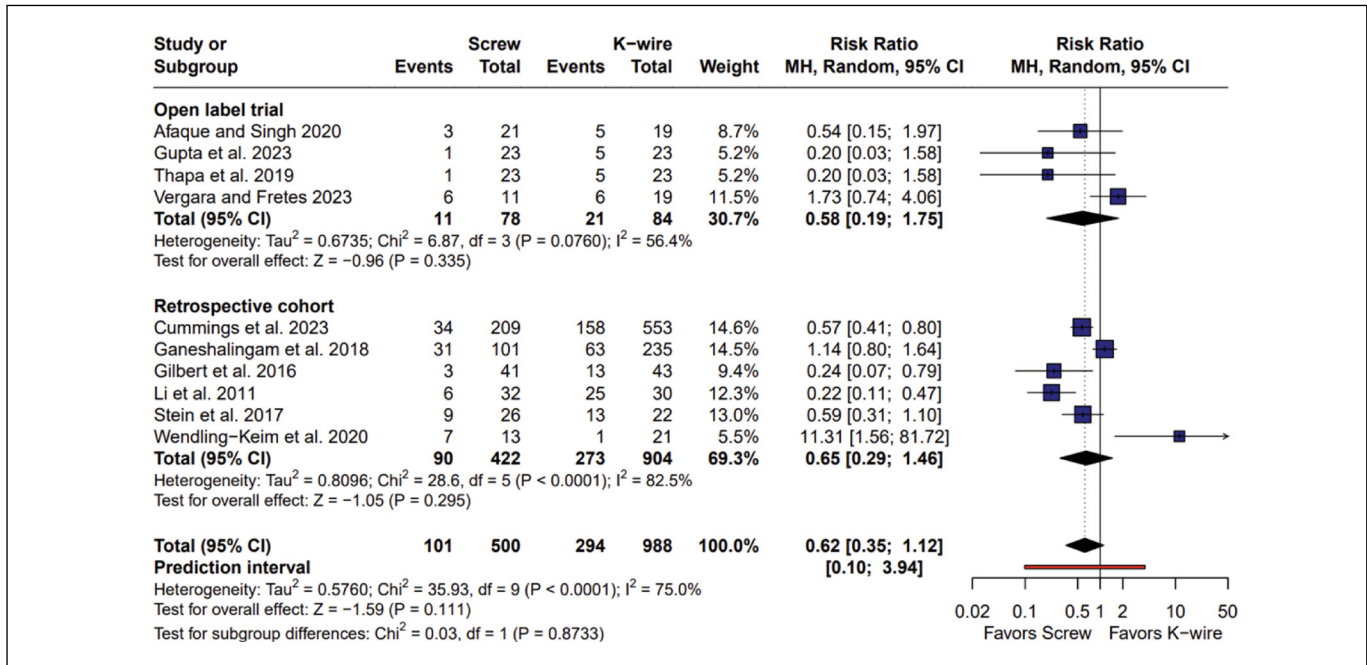 Study or Screw K−wire Risk Ratio Risk Ratio
Subgroup Events Total Events Total Weight MH, Random, 95% CI MH, Random, 95% CI
Open label trial
Afaque and Singh 2020 3 21 5 19 8.7% 0.54 [0.15; 1.97]
Gupta et al. 2023 1 23 5 23 5.2% 0.20 [0.03; 1.58]
Thapa et al. 2019 1 23 5 23 5.2% 0.20 [0.03; 1.58]
Vergara and Fretes 2023 6 11 6 19 11.5% 1.73 [0.74; 4.06]
Total (95% CI) 11 78 21 84 30.7% 0.58 [0.19; 1.75]
Heterogeneity: Tau² = 0.6735; Chi² = 6.87, df = 3 (P = 0.0760); I² = 56.4%
Test for overall effect: Z = −0.96 (P = 0.335)
Retrospective cohort
Cummings et al. 2023 34 209 158 553 14.6% 0.57 [0.41; 0.80]
Ganeshalingam et al. 2018 31 101 63 235 14.5% 1.14 [0.80; 1.64]
Gilbert et al. 2016 3 41 13 43 9.4% 0.24 [0.07; 0.79]
Li et al. 2011 6 32 25 30 12.3% 0.22 [0.11; 0.47]
Stein et al. 2017 9 26 13 22 13.0% 0.59 [0.31; 1.10]
Wendling−Keim et al. 2020 7 13 1 21 5.5% 11.31 [1.56; 81.72]
Total (95% CI) 90 422 273 904 69.3% 0.65 [0.29; 1.46]
Heterogeneity: Tau² = 0.8096; Chi² = 28.6, df = 5 (P < 0.0001); I² = 82.5%
Test for overall effect: Z = −1.05 (P = 0.295)
Total (95% CI) 101 500 294 988 100.0% 0.62 [0.35; 1.12]
Prediction interval [0.10; 3.94]
Heterogeneity: Tau² = 0.5760; Chi² = 35.93, df = 9 (P < 0.0001); I² = 75.0%
Test for overall effect: Z = −1.59 (P = 0.111)
Test for subgroup differences: Chi² = 0.03, df = 1 (P = 0.8733)
0.02 0.1 0.5 1 2 10 50
Favors Screw Favors K−wire